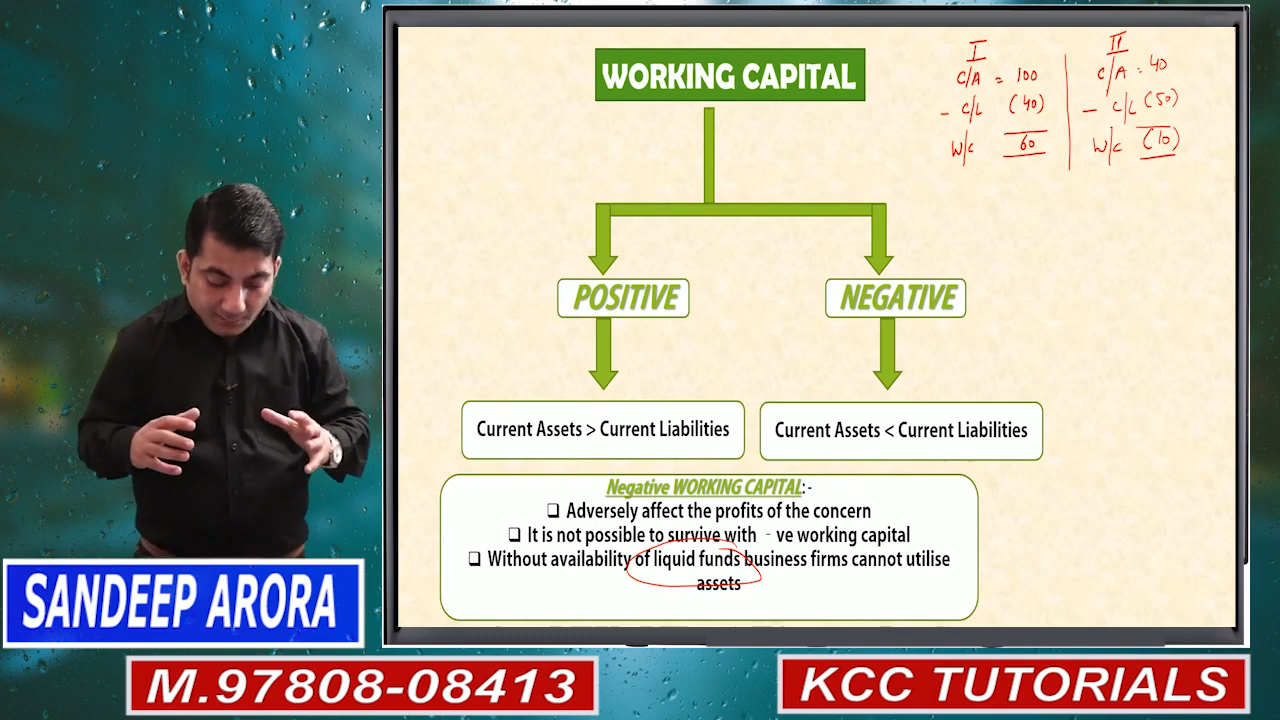 WORKING CAPITAL
I
C/A = 100
- C/L (40)
W/C 60
II
C/A = 40
- C/L (50)
W/C (10)
POSITIVE
NEGATIVE
Current Assets > Current Liabilities
Current Assets < Current Liabilities
Negative WORKING CAPITAL:-
❑ Adversely affect the profits of the concern
❑ It is not possible to survive with - ve working capital
❑ Without availability of liquid funds business firms cannot utilise
assets
SANDEEP ARORA
M.97808-08413
KCC TUTORIALS